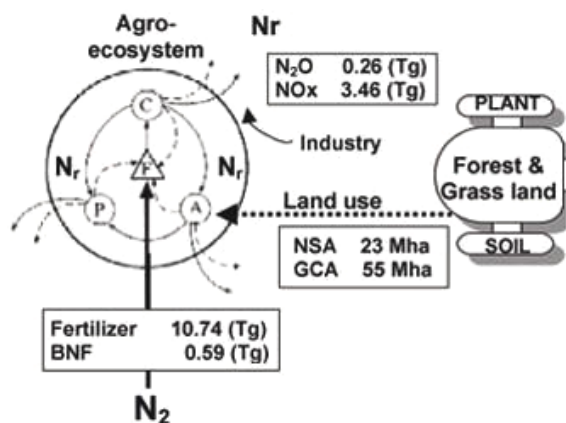 Agro-
ecosystem
Nr
N₂O 0.26 (Tg)
NOx 3.46 (Tg)
Industry
C
Nr
F
Nr
P
A
PLANT
Forest &
Grass land
SOIL
Land use
NSA 23 Mha
GCA 55 Mha
Fertilizer 10.74 (Tg)
BNF 0.59 (Tg)
N₂